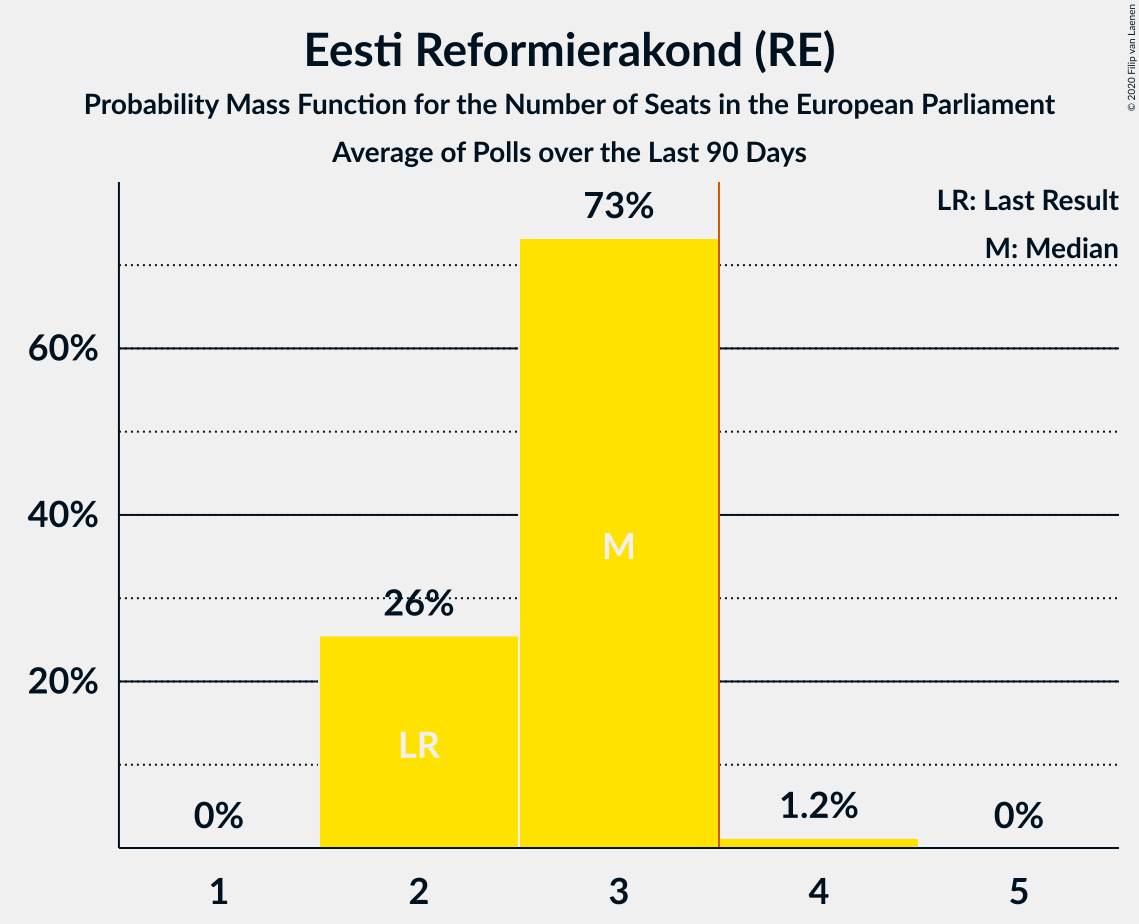 Eesti Reformierakond (RE)
Probability Mass Function for the Number of Seats in the European Parliament
Average of Polls over the Last 90 Days
© 2020 Filip van Laenen
LR: Last Result
M: Median
73%
60%
40%
20%
26%
M
LR
0%
1.2%
0%
1 2 3 4 5